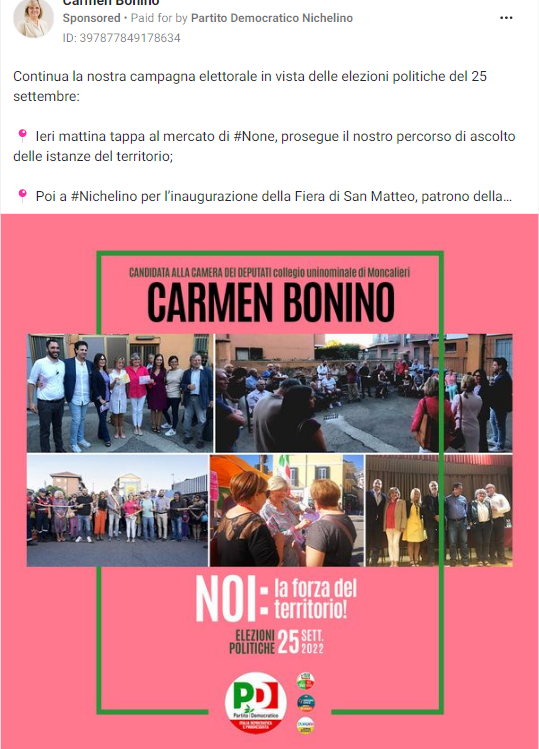 Carmen Bonino
Sponsored • Paid for by Partito Democratico Nichelino
ID: 397877849178634
Continua la nostra campagna elettorale in vista delle elezioni politiche del 25
settembre:
Ieri mattina tappa al mercato di #None, prosegue il nostro percorso di ascolto
delle istanze del territorio;
Poi a #Nichelino per l'inaugurazione della Fiera di San Matteo, patrono della...
CANDIDATA ALLA CAMERA DEI DEPUTATI collegio uninominale di Moncalieri
CARMEN BONINO
NOI: la forza del
territorio!
ELEZIONI
POLITICHE 25 SETT.
2022
PD
Partito Democratico
ITALIA DEMOCRATICA
E PROGRESSISTA